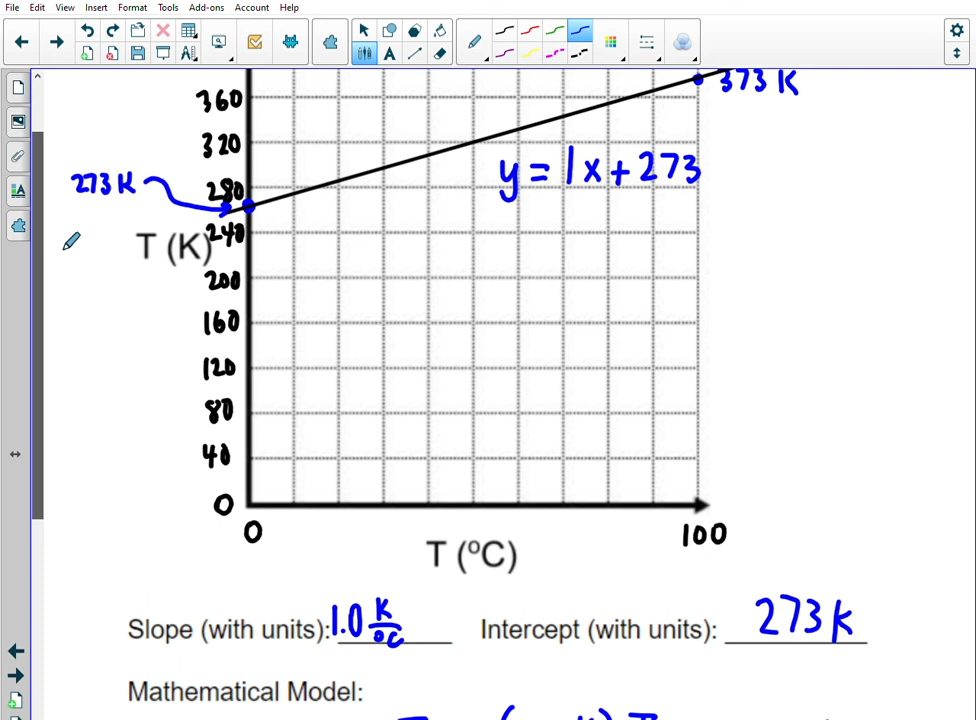 File Edit View Insert Format Tools Add-ons Account Help
373 K
360
320
y = 1x + 273
273 K
280
T (K)
240
200
160
120
80
40
0
0
100
T (°C)
Slope (with units): 1.0 K/°C
Intercept (with units): 273 K
Mathematical Model: